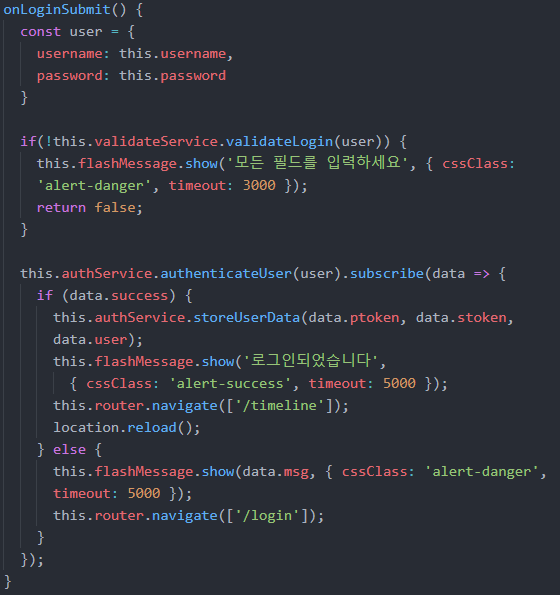 onLoginSubmit() {
const user = {
username: this.username,
password: this.password
}
if(!this.validateService.validateLogin(user)) {
this.flashMessage.show('모든 필드를 입력하세요', { cssClass:
'alert-danger', timeout: 3000 });
return false;
}
this.authService.authenticateUser(user).subscribe(data => {
if (data.success) {
this.authService.storeUserData(data.ptoken, data.stoken,
data.user);
this.flashMessage.show('로그인되었습니다',
{ cssClass: 'alert-success', timeout: 5000 });
this.router.navigate(['/timeline']);
location.reload();
} else {
this.flashMessage.show(data.msg, { cssClass: 'alert-danger',
timeout: 5000 });
this.router.navigate(['/login']);
}
});
}